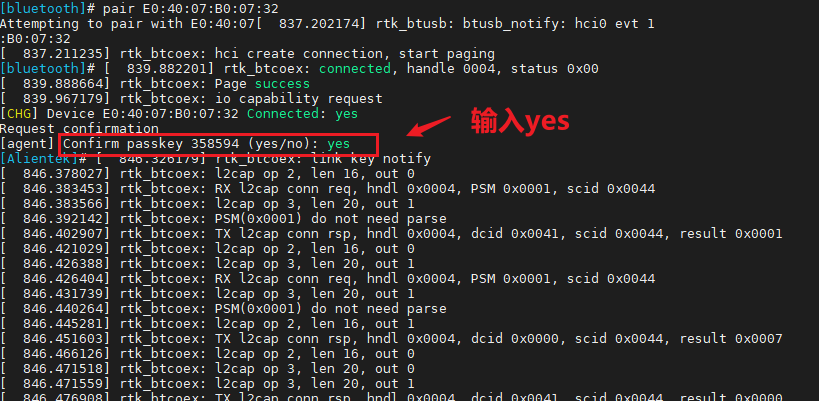 [bluetooth]# pair E0:40:07:B0:07:32
Attempting to pair with E0:40:07[  837.202174] rtk_btusb: btusb_notify: hci0 evt 1
:B0:07:32
[  837.211235] rtk_btcoex: hci create connection, start paging
[bluetooth]# [  839.882201] rtk_btcoex: connected, handle 0004, status 0x00
[  839.888664] rtk_btcoex: Page success
[  839.967179] rtk_btcoex: io capability request
[CHG] Device E0:40:07:B0:07:32 Connected: yes
Request confirmation
[agent] Confirm passkey 358594 (yes/no): yes
输入yes
[Alientek]# [  846.326179] rtk_btcoex: link key notify
[  846.378027] rtk_btcoex: l2cap op 2, len 16, out 0
[  846.383453] rtk_btcoex: RX l2cap conn req, hndl 0x0004, PSM 0x0001, scid 0x0044
[  846.383566] rtk_btcoex: l2cap op 3, len 20, out 1
[  846.392142] rtk_btcoex: PSM(0x0001) do not need parse
[  846.402907] rtk_btcoex: TX l2cap conn rsp, hndl 0x0004, dcid 0x0041, scid 0x0044, result 0x0001
[  846.421029] rtk_btcoex: l2cap op 2, len 16, out 0
[  846.426388] rtk_btcoex: l2cap op 3, len 20, out 1
[  846.426404] rtk_btcoex: RX l2cap conn req, hndl 0x0004, PSM 0x0001, scid 0x0044
[  846.431739] rtk_btcoex: l2cap op 3, len 20, out 1
[  846.440264] rtk_btcoex: PSM(0x0001) do not need parse
[  846.445281] rtk_btcoex: l2cap op 2, len 16, out 1
[  846.451603] rtk_btcoex: TX l2cap conn rsp, hndl 0x0004, dcid 0x0000, scid 0x0044, result 0x0007
[  846.466126] rtk_btcoex: l2cap op 2, len 16, out 0
[  846.471518] rtk_btcoex: l2cap op 3, len 20, out 0
[  846.471559] rtk_btcoex: l2cap op 3, len 20, out 1
[  846.476908] rtk_btcoex: TX l2cap conn rsp, hndl 0x0004, dcid 0x0041, scid 0x0044, result 0x0000